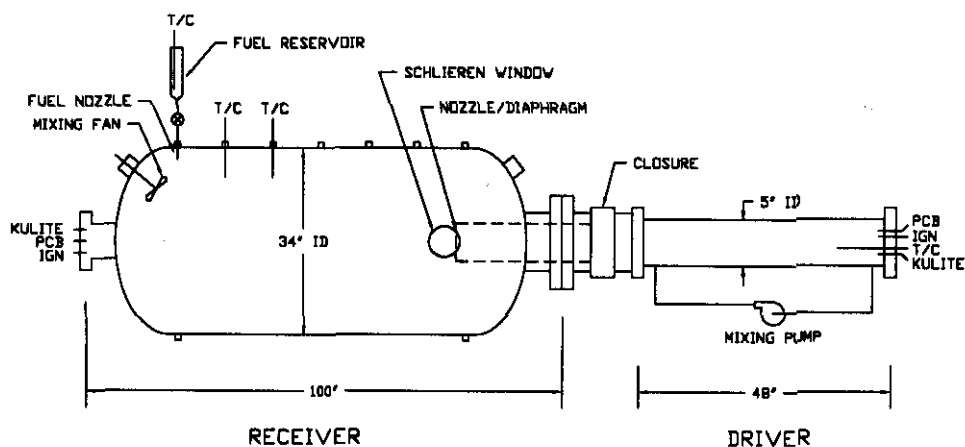 T/C
FUEL RESERVOIR
SCHLIEREN WINDOW
FUEL NOZZLE
T/C T/C
NOZZLE/DIAPHRAGM
MIXING FAN
CLOSURE
5" ID
KULITE
PCB
IGN
34" ID
PCB
IGN
T/C
KULITE
MIXING PUMP
100"
48"
RECEIVER
DRIVER